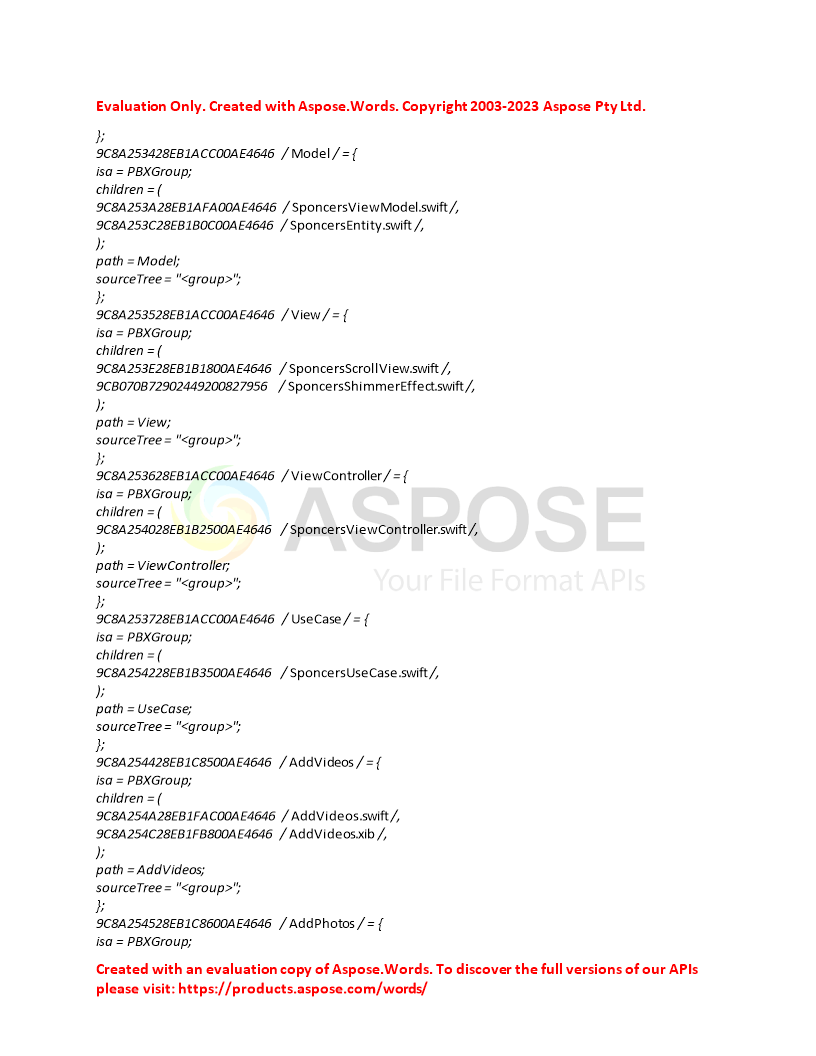 Evaluation Only. Created with Aspose.Words. Copyright 2003-2023 Aspose Pty Ltd.
};
9C8A253428EB1ACC00AE4646 / Model / = {
isa = PBXGroup;
children = (
9C8A253A28EB1AFA00AE4646 / SponcersViewModel.swift /,
9C8A253C28EB1B0C00AE4646 / SponcersEntity.swift /,
);
path = Model;
sourceTree = "<group>";
};
9C8A253528EB1ACC00AE4646 / View / = {
isa = PBXGroup;
children = (
9C8A253E28EB1B1800AE4646 / SponcersScrollView.swift /,
9CB070B72902449200827956 / SponcersShimmerEffect.swift /,
);
path = View;
sourceTree = "<group>";
};
9C8A253628EB1ACC00AE4646 / ViewController / = {
isa = PBXGroup;
children = (
9C8A254028EB1B2500AE4646 / SponcersViewController.swift /,
);
path = ViewController;
sourceTree = "<group>";
};
9C8A253728EB1ACC00AE4646 / UseCase / = {
isa = PBXGroup;
children = (
9C8A254228EB1B3500AE4646 / SponcersUseCase.swift /,
);
path = UseCase;
sourceTree = "<group>";
};
9C8A254428EB1C8500AE4646 / AddVideos / = {
isa = PBXGroup;
children = (
9C8A254A28EB1FAC00AE4646 / AddVideos.swift /,
9C8A254C28EB1FB800AE4646 / AddVideos.xib /,
);
path = AddVideos;
sourceTree = "<group>";
};
9C8A254528EB1C8600AE4646 / AddPhotos / = {
isa = PBXGroup;
ASPOSE
Your File Format APIs
Created with an evaluation copy of Aspose.Words. To discover the full versions of our APIs
please visit: https://products.aspose.com/words/